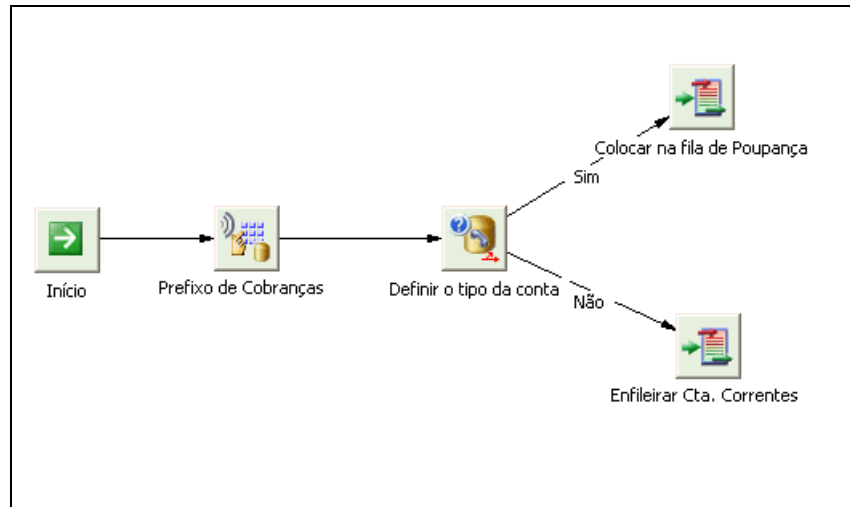 Colocar na fila de Poupança
Sim
Início
Prefixo de Cobranças
Definir o tipo da conta
Não
Enfileirar Cta. Correntes